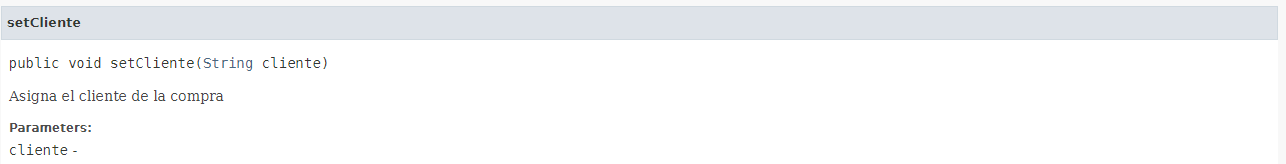 setCliente
public void setCliente(String cliente)
Asigna el cliente de la compra
Parameters:
cliente -